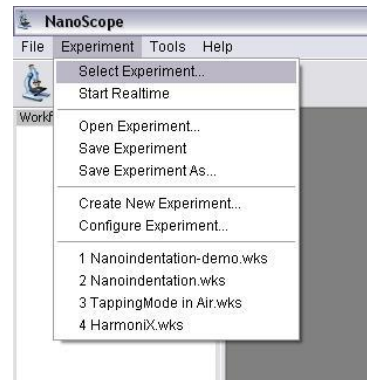 NanoScope
File Experiment Tools Help
Select Experiment...
Start Realtime
Workf
Open Experiment...
Save Experiment
Save Experiment As...
Create New Experiment...
Configure Experiment...
1 Nanoindentation-demo.wks
2 Nanoindentation.wks
3 TappingMode in Air.wks
4 HarmoniX.wks